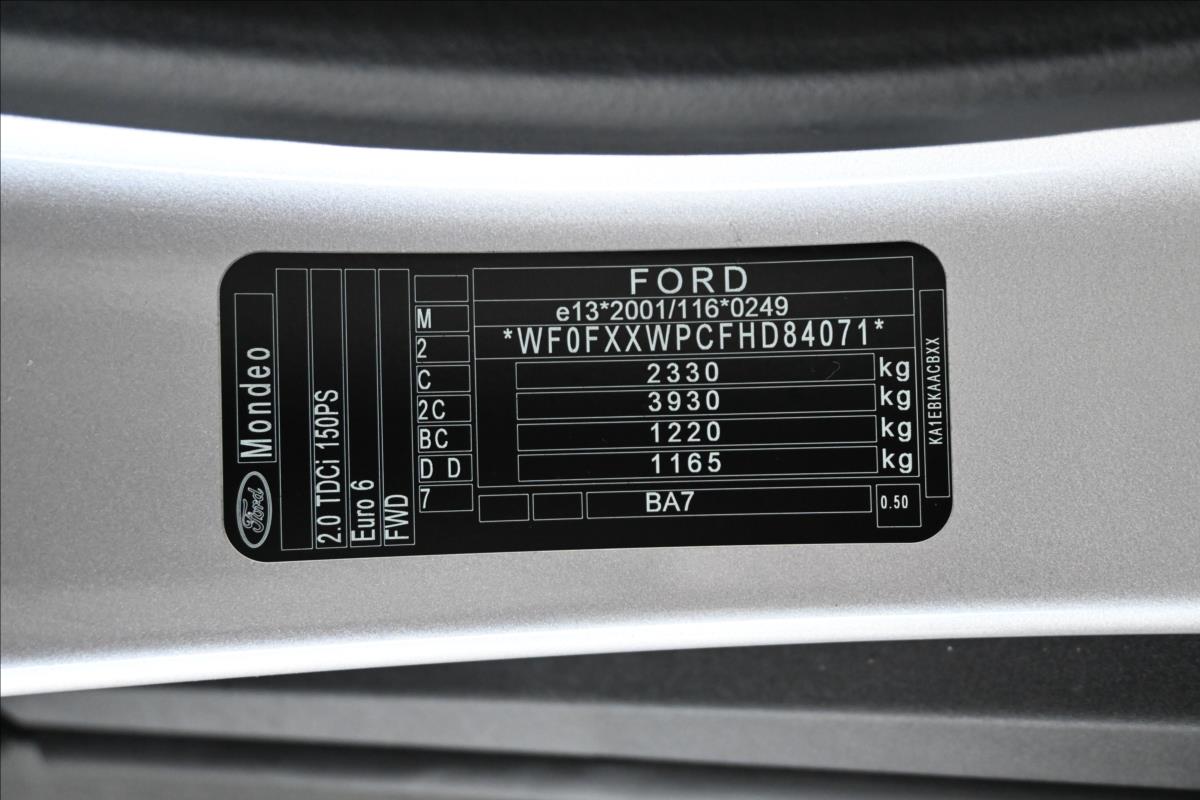 Ford
Mondeo
2.0 TDCi 150PS
Euro 6
FWD
M
2
C
2C
BC
D D
7
FORD
e13*2001/116*0249
*WF0FXXWPCFHD84071*
2330 kg
3930 kg
1220 kg
1165 kg
BA7
0.50
KA1EBKAACBXX